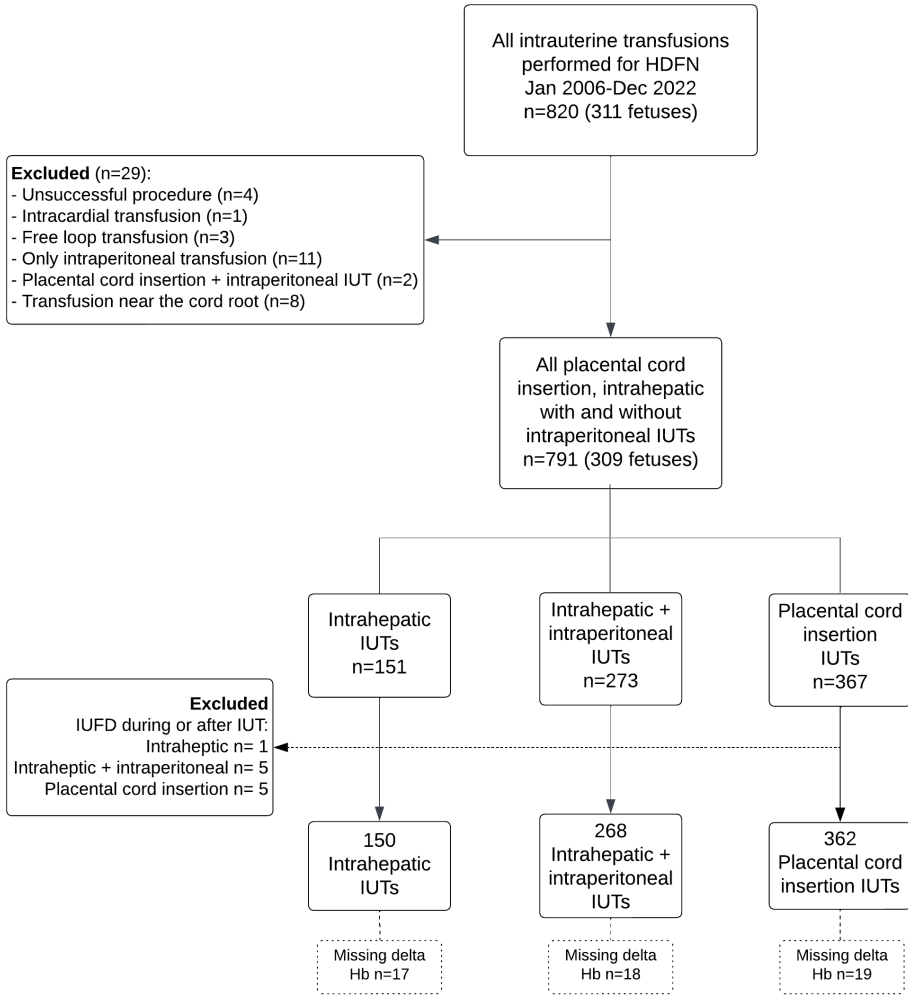 All intrauterine transfusions
performed for HDFN
Jan 2006-Dec 2022
n=820 (311 fetuses)
Excluded (n=29):
- Unsuccessful procedure (n=4)
- Intracardial transfusion (n=1)
- Free loop transfusion (n=3)
- Only intraperitoneal transfusion (n=11)
- Placental cord insertion + intraperitoneal IUT (n=2)
- Transfusion near the cord root (n=8)
All placental cord
insertion, intrahepatic
with and without
intraperitoneal IUTs
n=791 (309 fetuses)
Intrahepatic
IUTs
n=151
Intrahepatic +
intraperitoneal
IUTs
n=273
Placental cord
insertion
IUTs
n=367
Excluded
IUFD during or after IUT:
Intraheptic n= 1
Intraheptic + intraperitoneal n= 5
Placental cord insertion n= 5
150
Intrahepatic
IUTs
268
Intrahepatic +
intraperitoneal
IUTs
362
Placental cord
insertion IUTs
Missing delta
Hb n=17
Missing delta
Hb n=18
Missing delta
Hb n=19